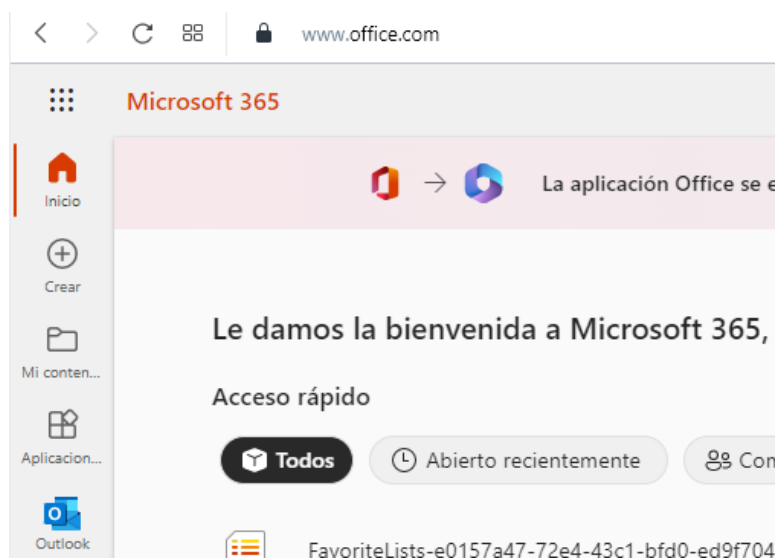 www.office.com
Microsoft 365
Inicio
Crear
Mi conten...
Aplicacion...
Outlook
La aplicación Office se
Le damos la bienvenida a Microsoft 365,
Acceso rápido
Todos
Abierto recientemente
FavoriteLists-e0157a47-72e4-43c1-bfd0-ed9f704